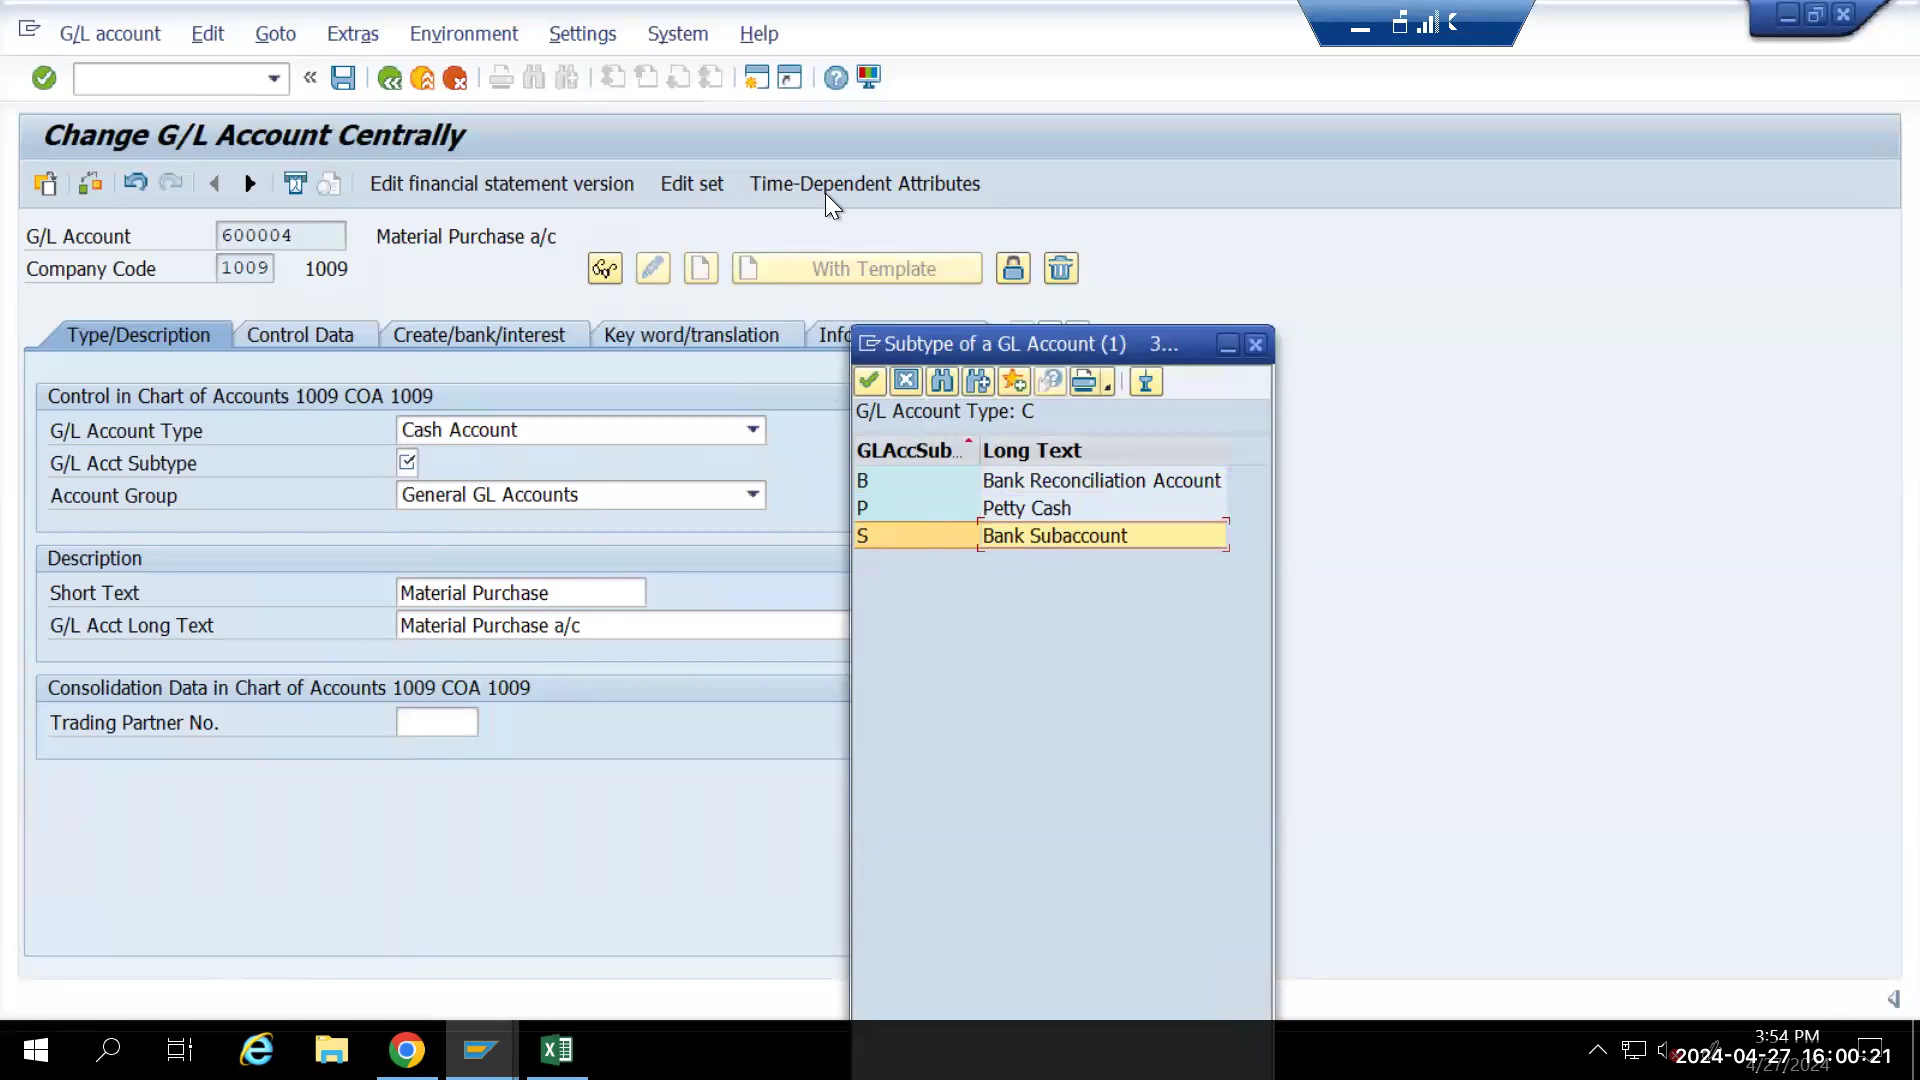 G/L account Edit Goto Extras Environment Settings System Help
Change G/L Account Centrally
Edit financial statement version Edit set Time-Dependent Attributes
G/L Account 600004 Material Purchase a/c
Company Code 1009 1009 With Template
Type/Description Control Data Create/bank/interest Key word/translation
Control in Chart of Accounts 1009 COA 1009
G/L Account Type Cash Account
G/L Acct Subtype
Account Group General GL Accounts
Description
Short Text Material Purchase
G/L Acct Long Text Material Purchase a/c
Consolidation Data in Chart of Accounts 1009 COA 1009
Trading Partner No.
Subtype of a GL Account (1) 3...
G/L Account Type: C
GLAccSub.. Long Text
B Bank Reconciliation Account
P Petty Cash
S Bank Subaccount
3:54 PM
2024-04-27 16:00:21
4/27/2024